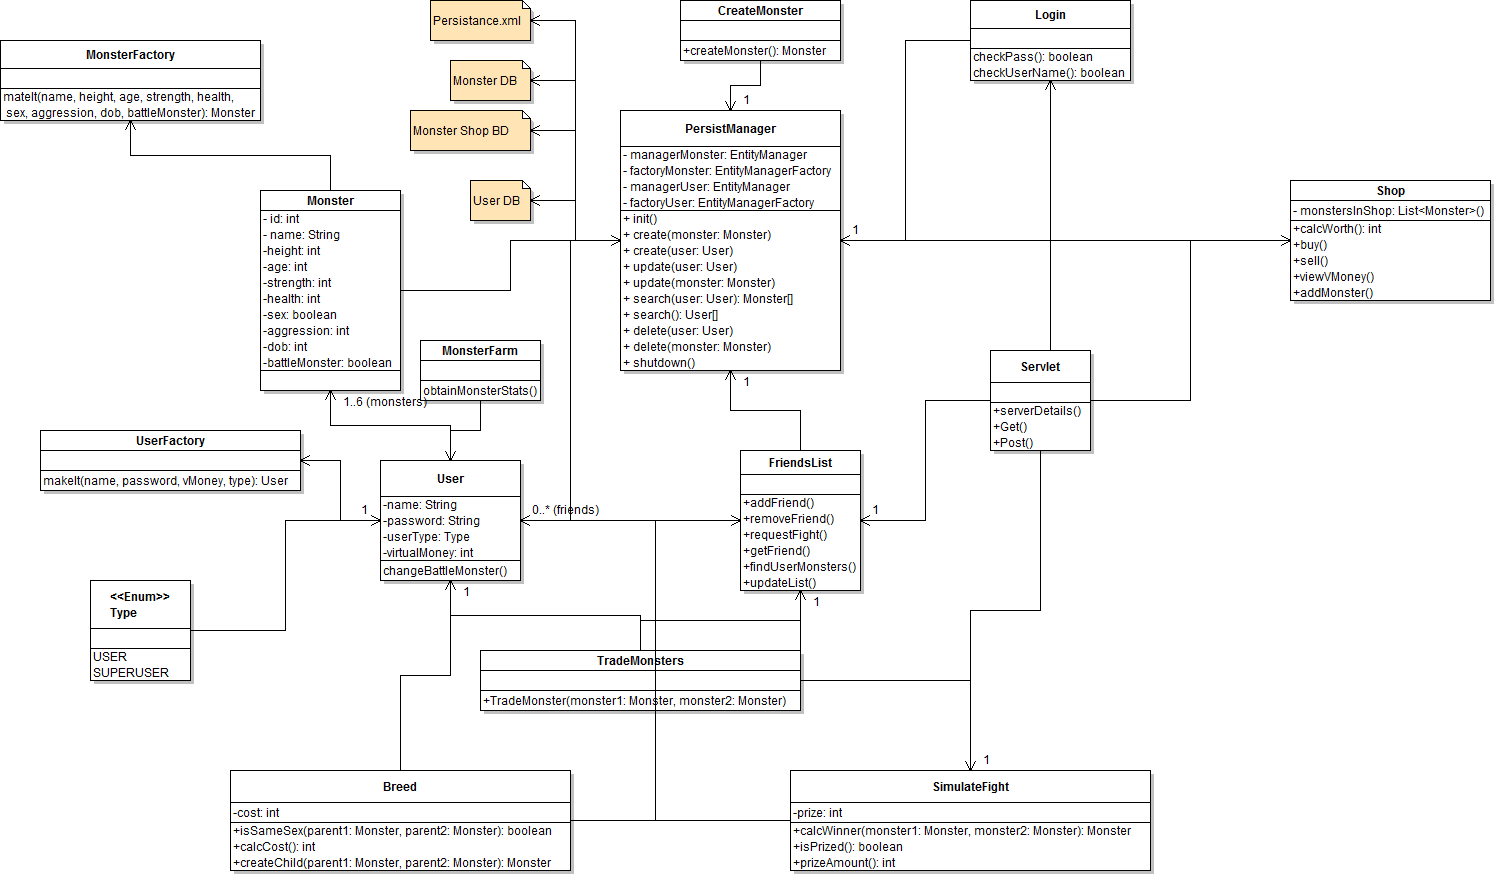 Persistance.xml
Monster DB
Monster Shop BD
User DB
CreateMonster
+createMonster(): Monster
1
Login
checkPass(): boolean
checkUserName(): boolean
MonsterFactory
mateIt(name, height, age, strength, health,
sex, aggression, dob, battleMonster): Monster
PersistManager
- managerMonster: EntityManager
- factoryMonster: EntityManagerFactory
- managerUser: EntityManager
- factoryUser: EntityManagerFactory
+ init()
+ create(monster: Monster)
+ create(user: User)
+ update(user: User)
+ update(monster: Monster)
+ search(user: User): Monster[]
+ search(): User[]
+ delete(user: User)
+ delete(monster: Monster)
+ shutdown()
1
1
Shop
- monstersInShop: List<Monster>()
+calcWorth(): int
+buy()
+sell()
+viewVMoney()
+addMonster()
Monster
- id: int
- name: String
-height: int
-age: int
-strength: int
-health: int
-sex: boolean
-aggression: int
-dob: int
-battleMonster: boolean
1..6 (monsters)
MonsterFarm
obtainMonsterStats()
Servlet
+serverDetails()
+Get()
+Post()
UserFactory
makeIt(name, password, vMoney, type): User
1
User
-name: String
-password: String
-userType: Type
-virtualMoney: int
changeBattleMonster()
0..* (friends)
1
FriendsList
+addFriend()
+removeFriend()
+requestFight()
+getFriend()
+findUserMonsters()
+updateList()
1
1
<<Enum>>
Type
USER
SUPERUSER
TradeMonsters
+TradeMonster(monster1: Monster, monster2: Monster)
1
Breed
-cost: int
+isSameSex(parent1: Monster, parent2: Monster): boolean
+calcCost(): int
+createChild(parent1: Monster, parent2: Monster): Monster
SimulateFight
-prize: int
+calcWinner(monster1: Monster, monster2: Monster): Monster
+isPrized(): boolean
+prizeAmount(): int